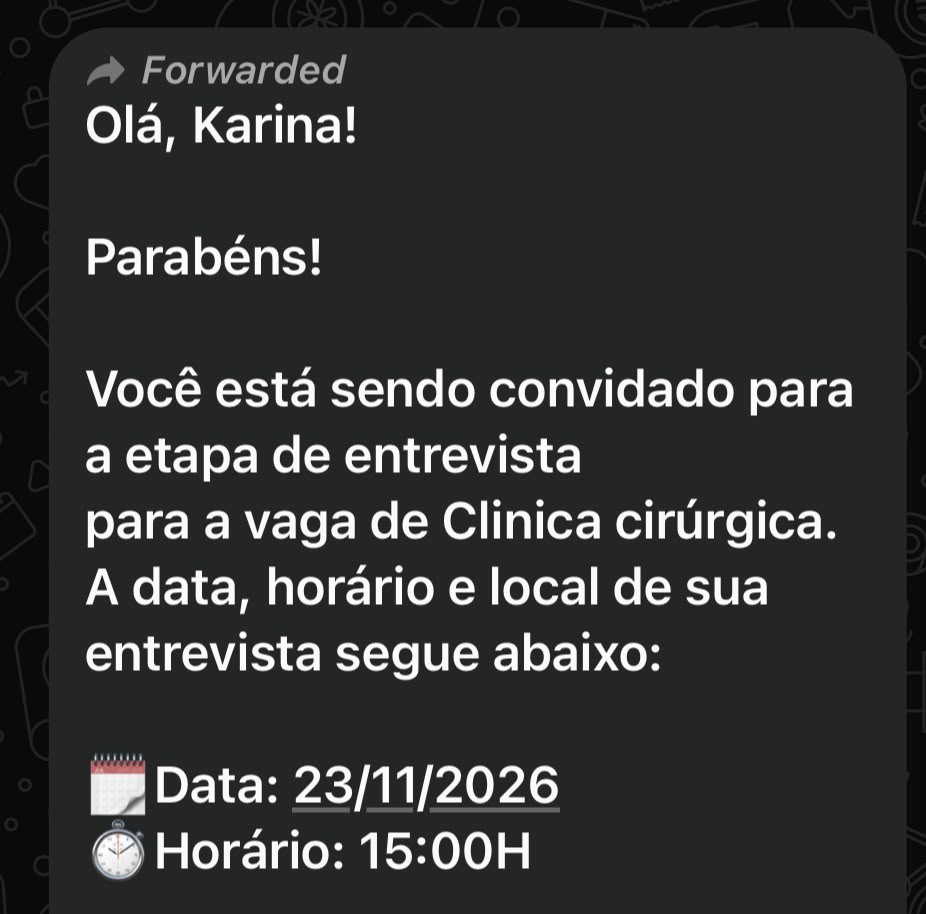 Forwarded
Olá, Karina!
Parabéns!
Você está sendo convidado para
a etapa de entrevista
para a vaga de Clinica cirúrgica.
A data, horário e local de sua
entrevista segue abaixo:
Data: 23/11/2026
Horário: 15:00H